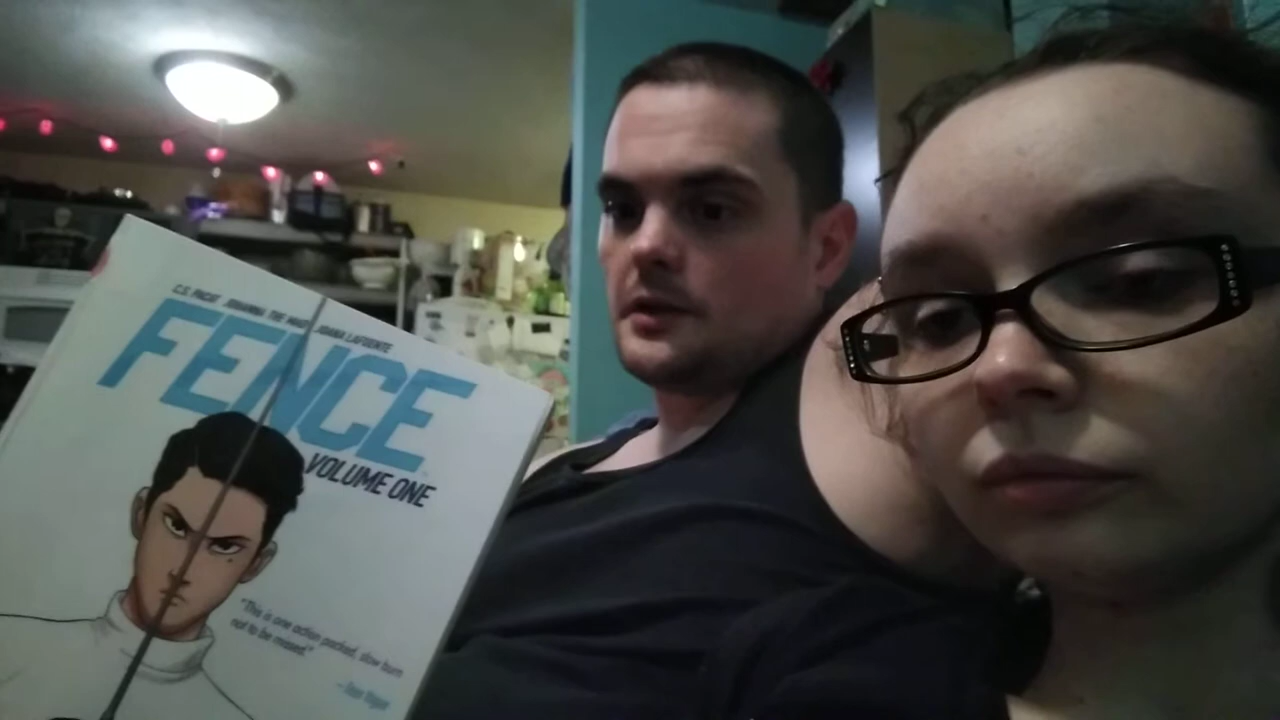 C.S. PACAT JOHANNA THE MAD JOANA LAFUENTE
FENCE
VOLUME ONE
"This is one action packed, slow burn
not to be missed."